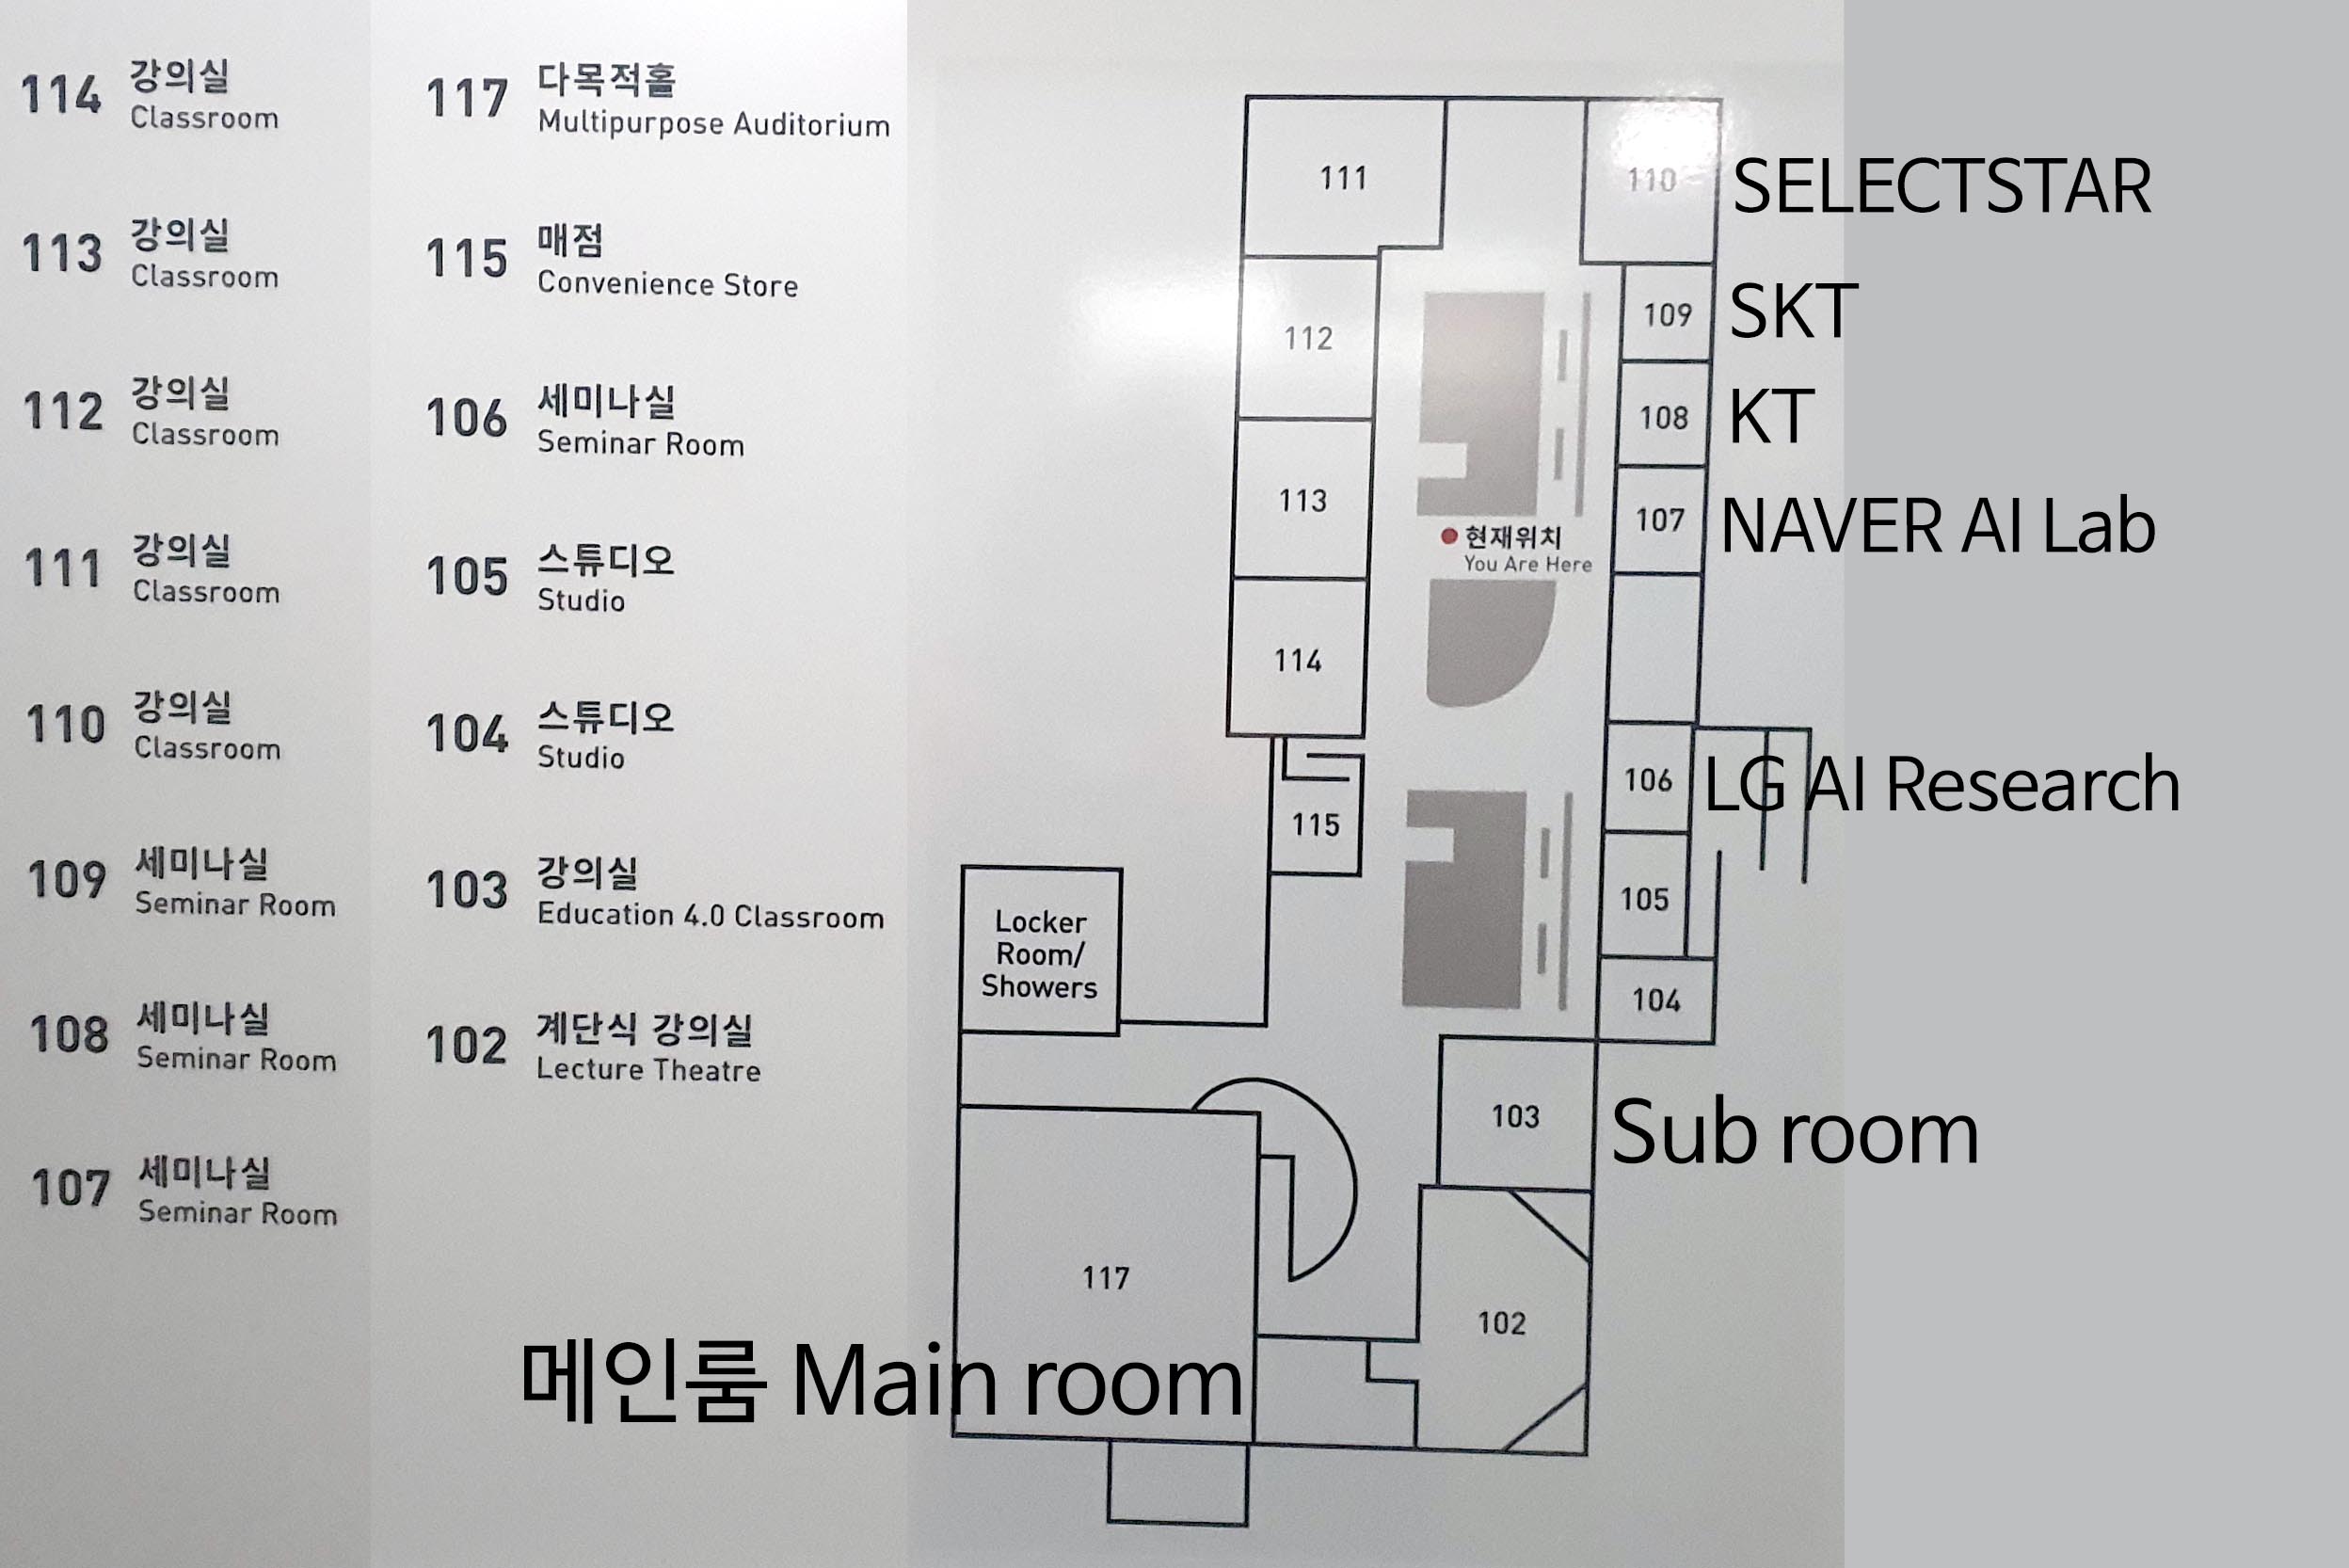 114 강의실
Classroom
113 강의실
Classroom
112 강의실
Classroom
111 강의실
Classroom
110 강의실
Classroom
109 세미나실
Seminar Room
108 세미나실
Seminar Room
107 세미나실
Seminar Room
117 다목적홀
Multipurpose Auditorium
115 매점
Convenience Store
106 세미나실
Seminar Room
105 스튜디오
Studio
104 스튜디오
Studio
103 강의실
Education 4.0 Classroom
102 계단식 강의실
Lecture Theatre
111
110 SELECTSTAR
109 SKT
112
108 KT
113
107 NAVER AI Lab
현재위치
You Are Here
114
106 LG AI Research
115
105
Locker
Room/
Showers
104
103 Sub room
117
102
메인룸 Main room